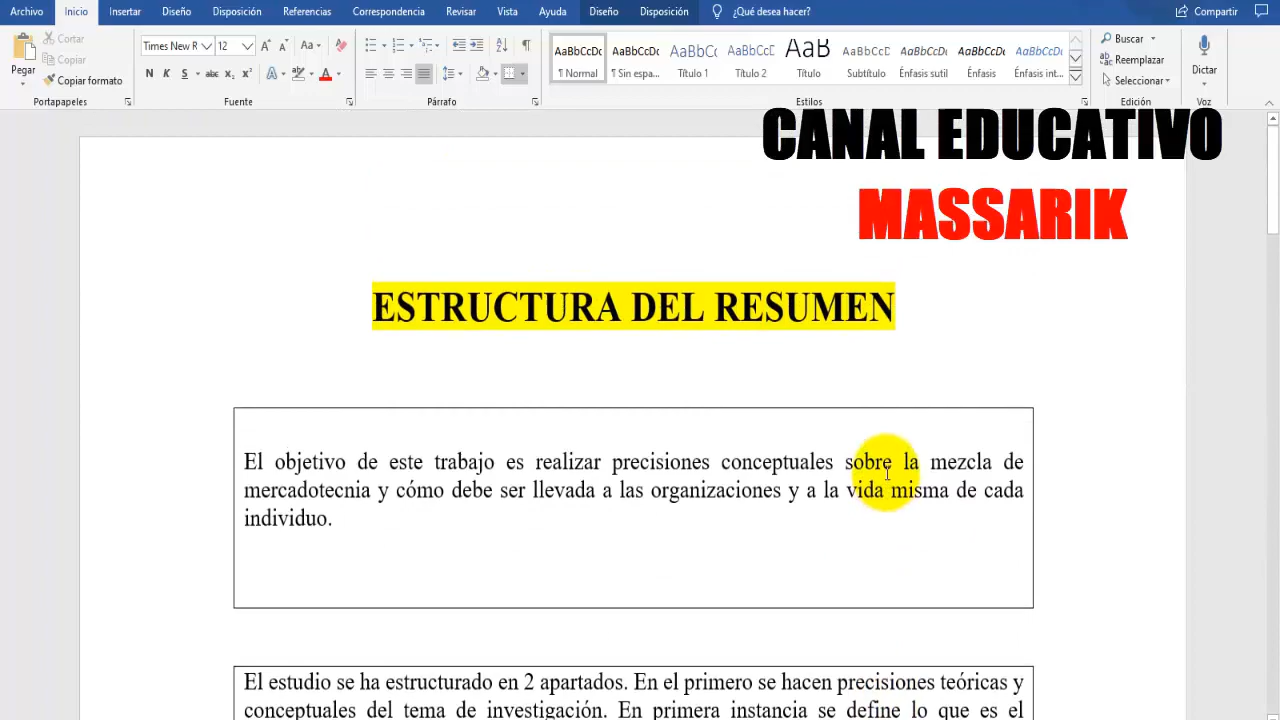 Archivo Inicio Insertar Diseño Disposición Referencias Correspondencia Revisar Vista Ayuda Diseño Disposición ¿Qué desea hacer? Compartir
Pegar
Cortar
Copiar
Copiar formato
Portapapeles
Times New R 12 Aa
N K S abc x₂ x² A A
Fuente
Párrafo
AaBbCcDc AaBbCcDc AaBbCc AaBbCcD AaB AaBbCcD AaBbCcDc AaBbCcDc AaBbCcDc
¶ Normal ¶ Sin espa... Título 1 Título 2 Título Subtítulo Énfasis sutil Énfasis Énfasis int...
Estilos
Buscar
Reemplazar
Seleccionar
Edición
Dictar
Voz
CANAL EDUCATIVO
MASSARIK
ESTRUCTURA DEL RESUMEN
El objetivo de este trabajo es realizar precisiones conceptuales sobre la mezcla de
mercadotecnia y cómo debe ser llevada a las organizaciones y a la vida misma de cada
individuo.
El estudio se ha estructurado en 2 apartados. En el primero se hacen precisiones teóricas y
conceptuales del tema de investigación. En primera instancia se define lo que es el